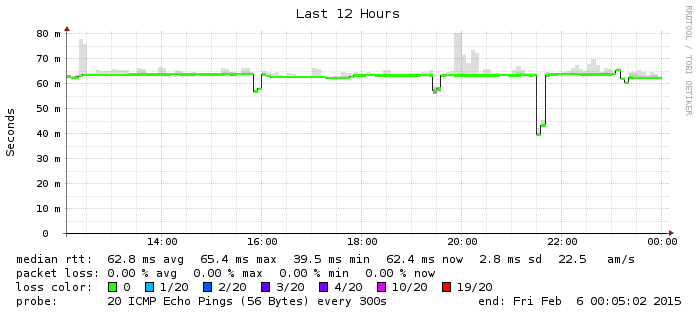 Last 12 Hours
RRDTOOL / TOBI OETIKER
Seconds
80 m
70 m
60 m
50 m
40 m
30 m
20 m
10 m
0
14:00 16:00 18:00 20:00 22:00 00:00
median rtt: 62.8 ms avg 65.4 ms max 39.5 ms min 62.4 ms now 2.8 ms sd 22.5 am/s
packet loss: 0.00 % avg 0.00 % max 0.00 % min 0.00 % now
loss color: 0 1/20 2/20 3/20 4/20 10/20 19/20
probe: 20 ICMP Echo Pings (56 Bytes) every 300s end: Fri Feb 6 00:05:02 2015